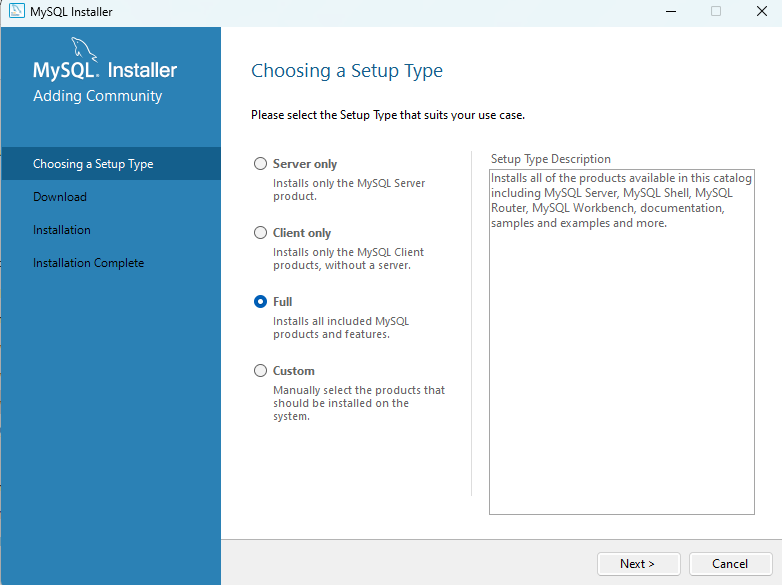 MySQL Installer
MySQL. Installer
Adding Community
Choosing a Setup Type
Download
Installation
Installation Complete
Choosing a Setup Type
Please select the Setup Type that suits your use case.
Server only
Installs only the MySQL Server
product.
Client only
Installs only the MySQL Client
products, without a server.
Full
Installs all included MySQL
products and features.
Custom
Manually select the products that
should be installed on the
system.
Setup Type Description
Installs all of the products available in this catalog
including MySQL Server, MySQL Shell, MySQL
Router, MySQL Workbench, documentation,
samples and examples and more.
Next >
Cancel